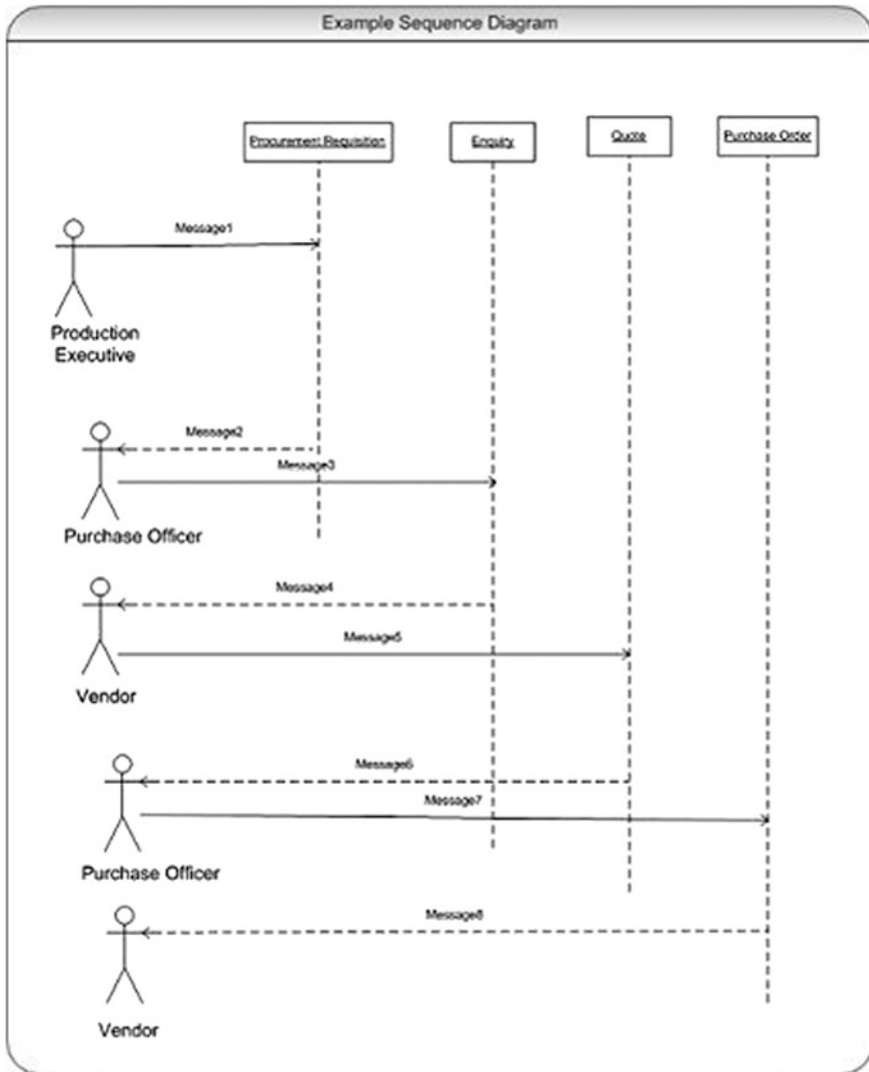 Example Sequence Diagram
Procurement Requisition
Enquiry
Quote
Purchase Order
Message1
Production
Executive
Message2
Message3
Purchase Officer
Message4
Message5
Vendor
Message6
Message7
Purchase Officer
Message8
Vendor